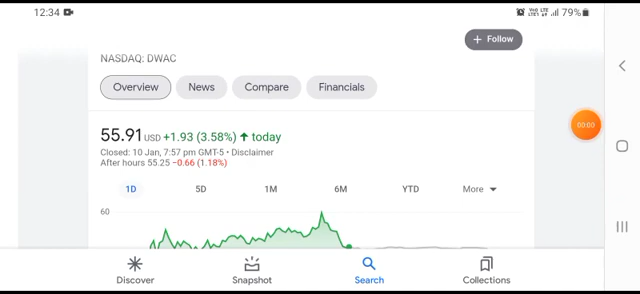 12:34 79%
+ Follow
NASDAQ: DWAC
Overview News Compare Financials
55.91 USD +1.93 (3.58%) ↑ today
Closed: 10 Jan, 7:57 pm GMT-5 • Disclaimer
After hours 55.25 −0.66 (1.18%)
1D 5D 1M 6M YTD More
60
00:00
Discover Snapshot Search Collections